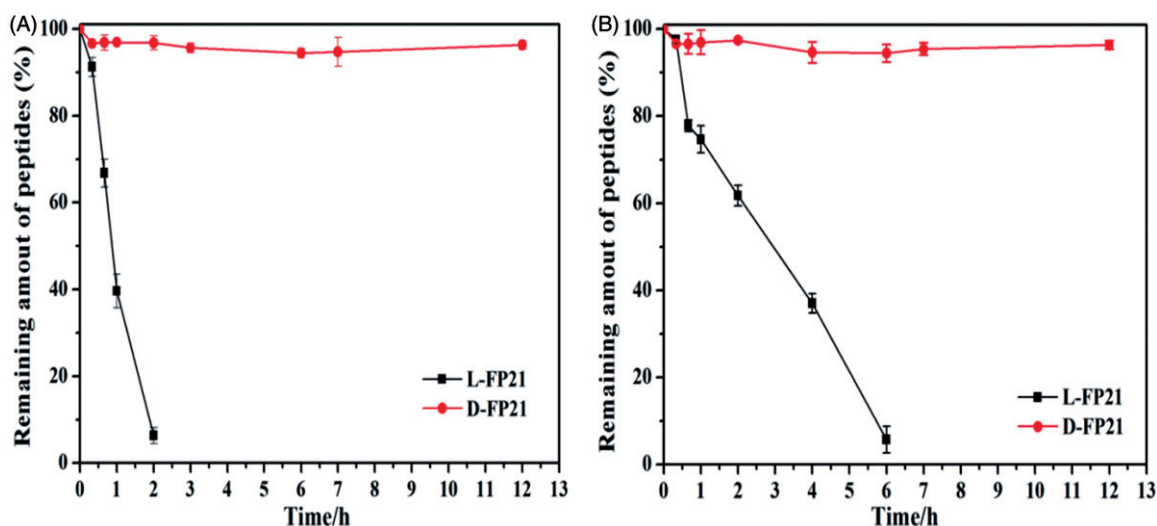 (A)
Remaining amout of peptides (%)
100
80
60
40
20
0
0 1 2 3 4 5 6 7 8 9 10 11 12 13
Time/h
L-FP21
D-FP21
(B)
Remaining amout of peptides (%)
100
80
60
40
20
0
0 1 2 3 4 5 6 7 8 9 10 11 12 13
Time/h
L-FP21
D-FP21